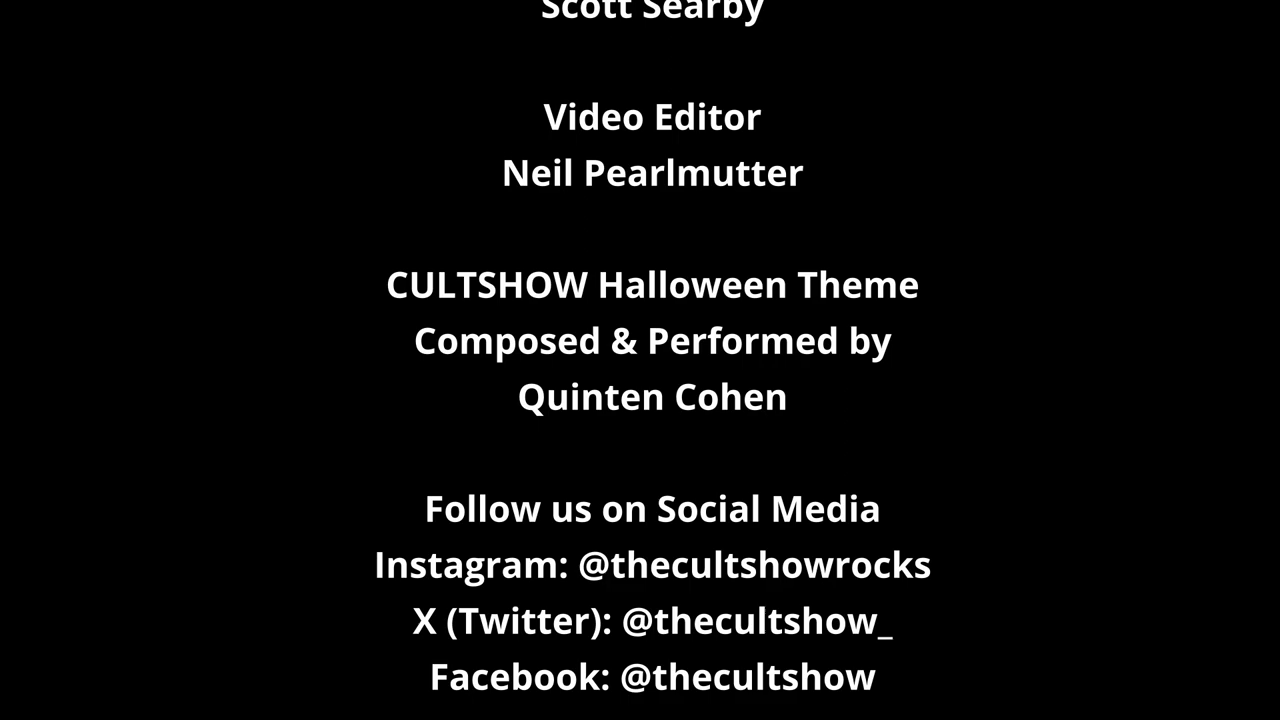 Scott Searby
Video Editor
Neil Pearlmutter
CULTSHOW Halloween Theme
Composed & Performed by
Quinten Cohen
Follow us on Social Media
Instagram: @thecultshowrocks
X (Twitter): @thecultshow_
Facebook: @thecultshow